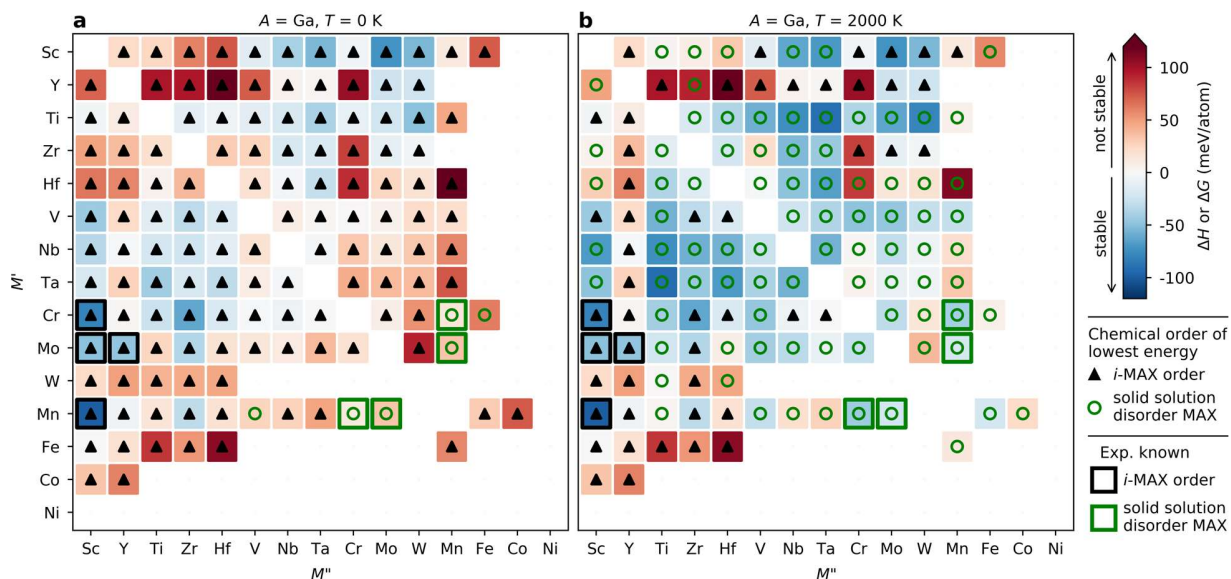 a
A = Ga, T = 0 K
b
A = Ga, T = 2000 K
M'
Sc
Y
Ti
Zr
Hf
V
Nb
Ta
Cr
Mo
W
Mn
Fe
Co
Ni
Sc Y Ti Zr Hf V Nb Ta Cr Mo W Mn Fe Co Ni
M"
Sc Y Ti Zr Hf V Nb Ta Cr Mo W Mn Fe Co Ni
M"
not stable
stable
100
50
0
-50
-100
ΔH or ΔG (meV/atom)
Chemical order of
lowest energy
i-MAX order
solid solution
disorder MAX
Exp. known
i-MAX order
solid solution
disorder MAX